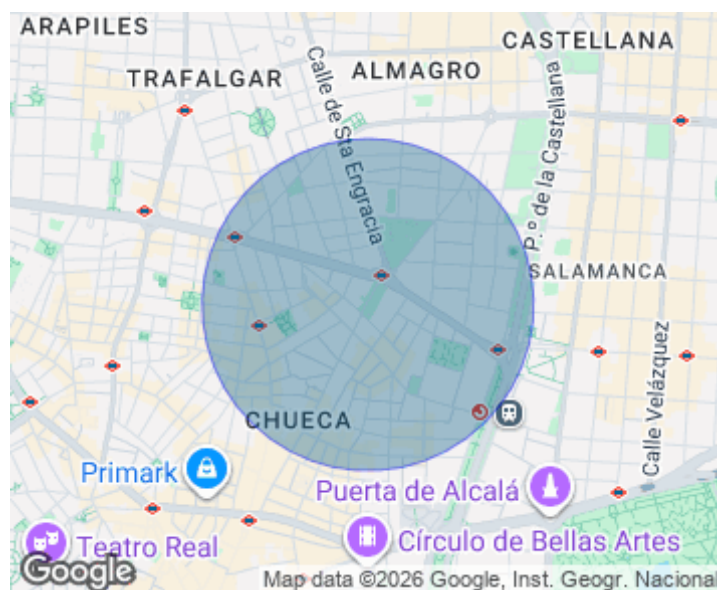 ARAPILES
CASTELLANA
TRAFALGAR
ALMAGRO
Calle de Sta Engracia
P.º de la Castellana
SALAMANCA
Calle Velázquez
CHUECA
Primark
Puerta de Alcalá
Teatro Real
Círculo de Bellas Artes
Google
Map data ©2026 Google, Inst. Geogr. Nacional